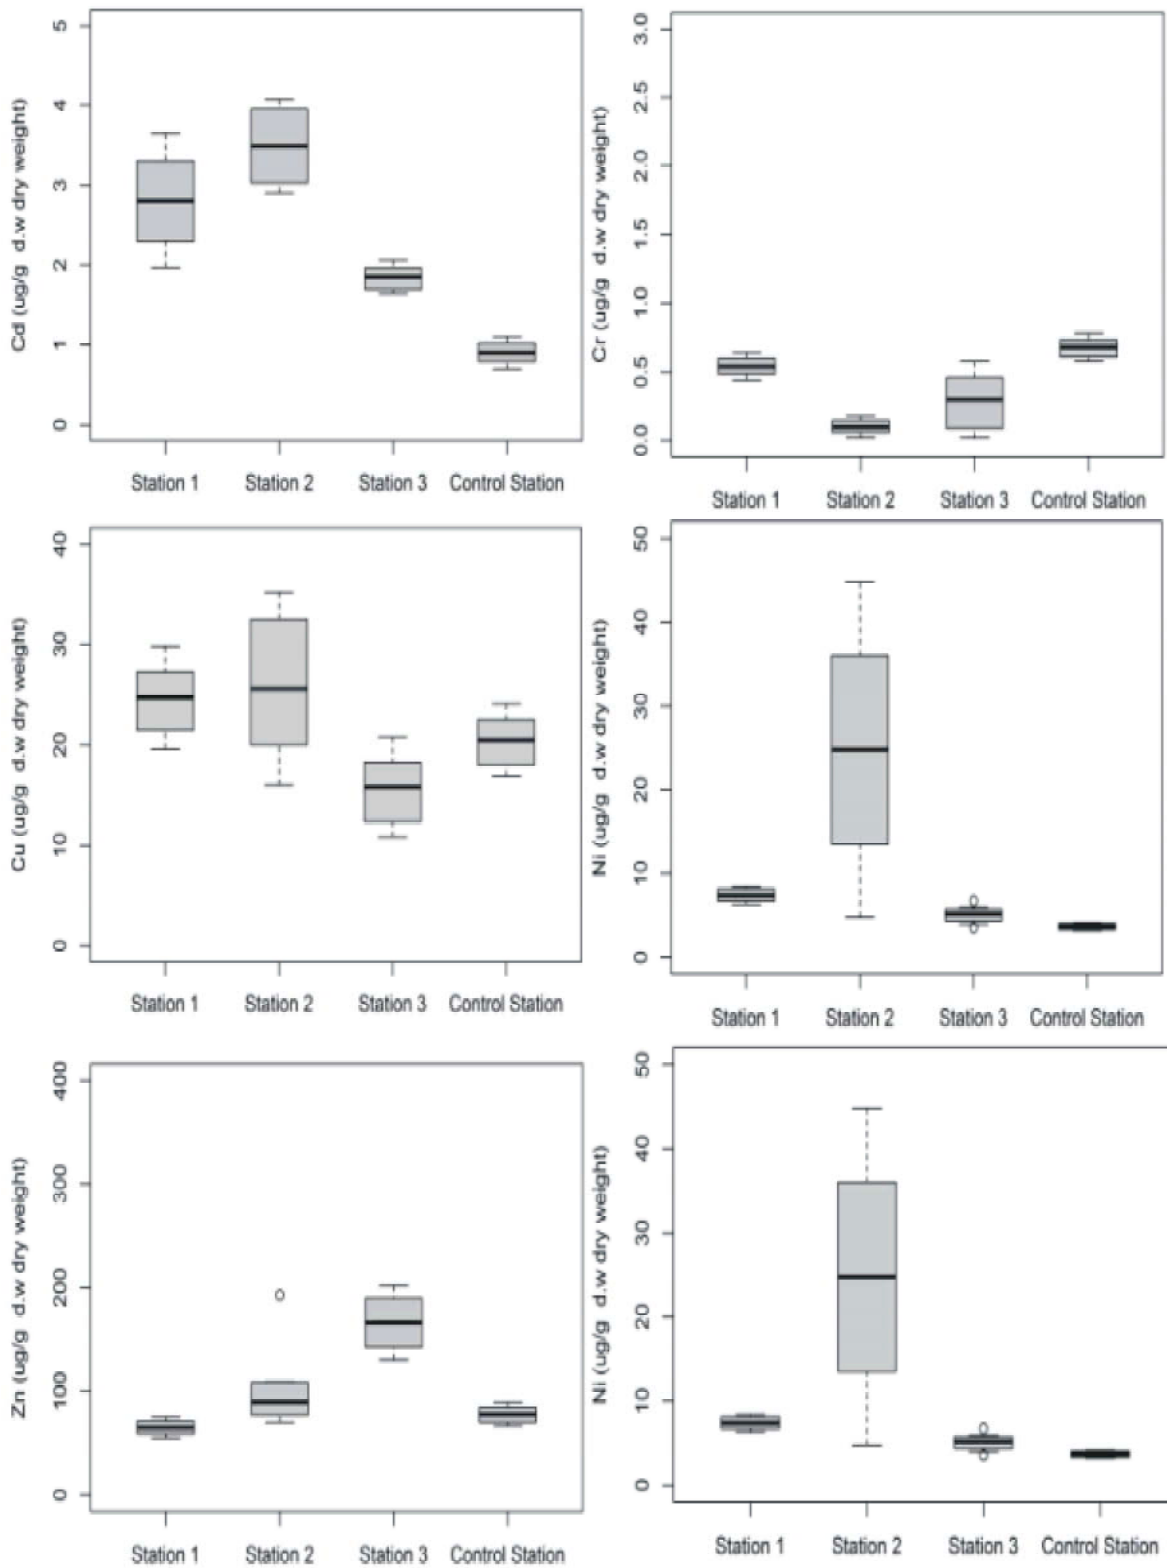 Cd (ug/g d.w dry weight)
5
4
3
2
1
0
Station 1 Station 2 Station 3 Control Station
Cr (ug/g d.w dry weight)
3.0
2.5
2.0
1.5
1.0
0.5
0.0
Station 1 Station 2 Station 3 Control Station
Cu (ug/g d.w dry weight)
40
30
20
10
0
Station 1 Station 2 Station 3 Control Station
Ni (ug/g d.w dry weight)
50
40
30
20
10
0
Station 1 Station 2 Station 3 Control Station
Zn (ug/g d.w dry weight)
400
300
200
100
0
Station 1 Station 2 Station 3 Control Station
Ni (ug/g d.w dry weight)
50
40
30
20
10
0
Station 1 Station 2 Station 3 Control Station